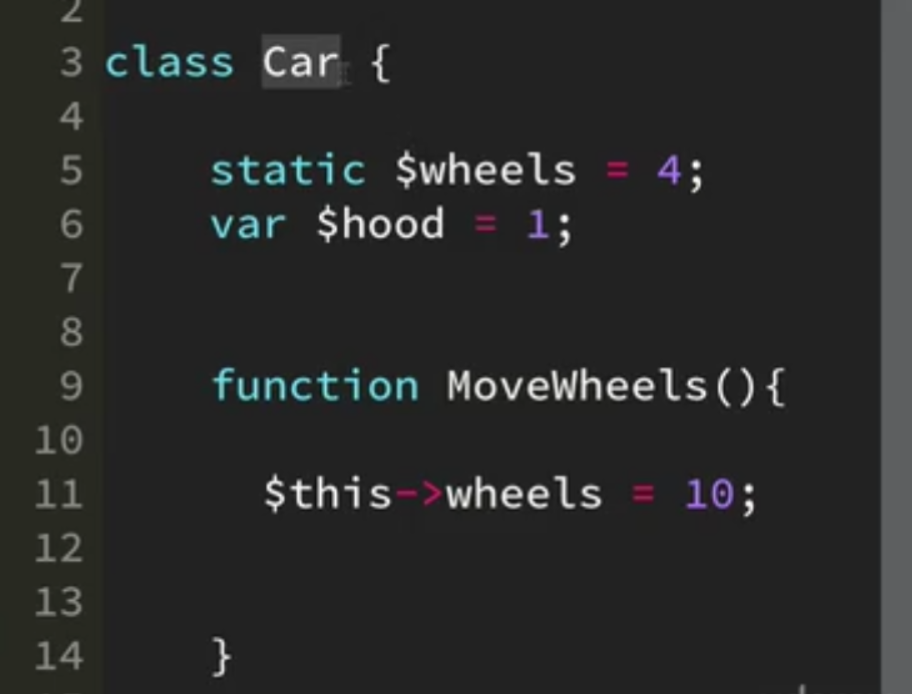 2
3 class Car {
4
5 static $wheels = 4;
6 var $hood = 1;
7
8
9 function MoveWheels(){
10
11 $this->wheels = 10;
12
13
14 }